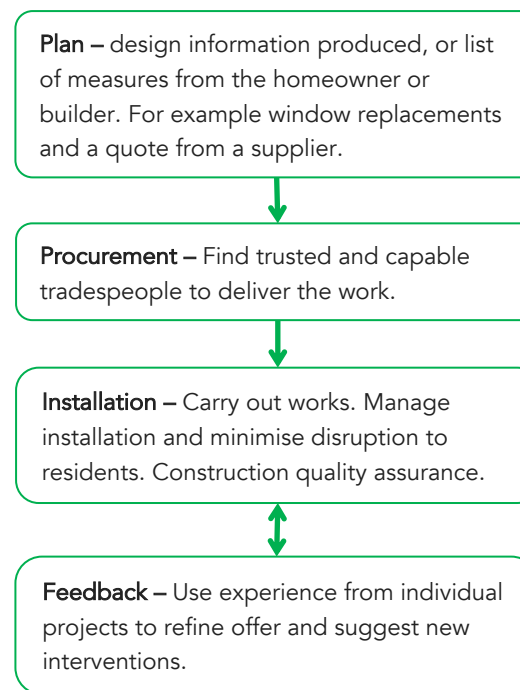 Plan – design information produced, or list
of measures from the homeowner or
builder. For example window replacements
and a quote from a supplier.
Procurement – Find trusted and capable
tradespeople to deliver the work.
Installation – Carry out works. Manage
installation and minimise disruption to
residents. Construction quality assurance.
Feedback – Use experience from individual
projects to refine offer and suggest new
interventions.